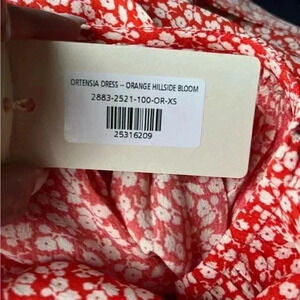 ORTENSIA DRESS -- ORANGE HILLSIDE BLOOM
2883-2521-100-OR-XS
25316209